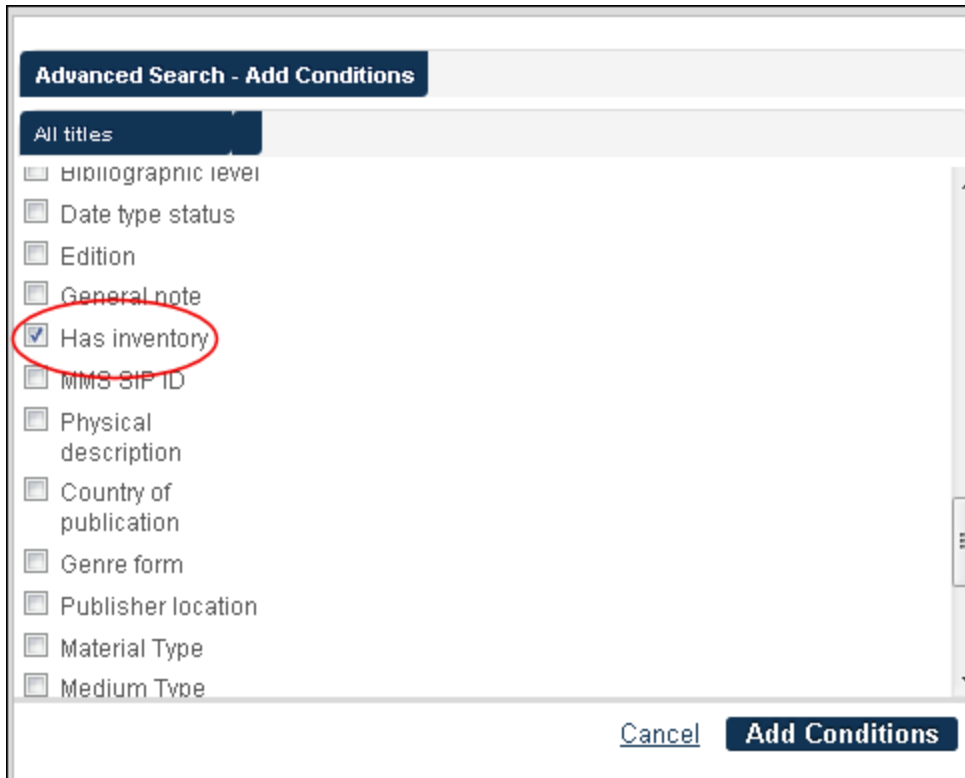 Advanced Search - Add Conditions
All titles
Bibliographic level
Date type status
Edition
General note
Has inventory
MMS SIP ID
Physical
description
Country of
publication
Genre form
Publisher location
Material Type
Medium Type
Cancel
Add Conditions